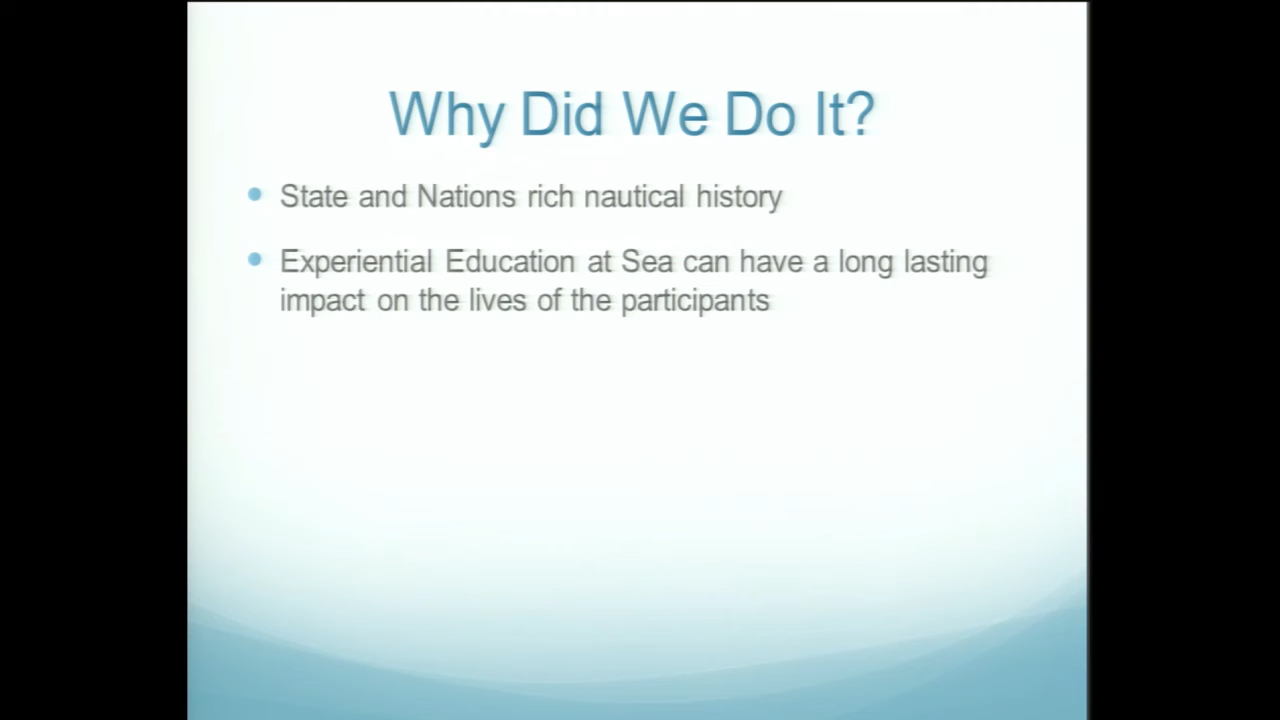 Why Did We Do It?
State and Nations rich nautical history
Experiential Education at Sea can have a long lasting
impact on the lives of the participants